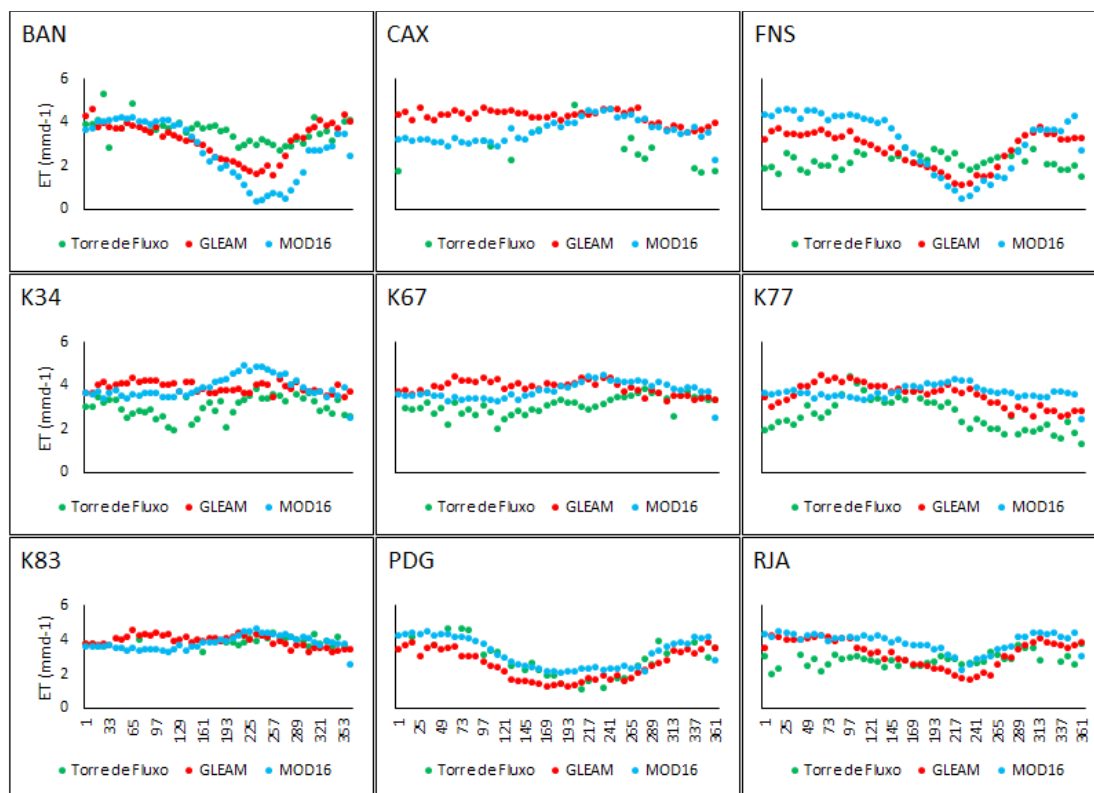 BAN
CAX
FNS
ET (mmd-1)
6
4
2
0
Torre de Fluxo GLEAM MOD16
Torre de Fluxo GLEAM MOD16
Torre de Fluxo GLEAM MOD16
K34
K67
K77
ET (mmd-1)
6
4
2
0
Torre de Fluxo GLEAM MOD16
Torre de Fluxo GLEAM MOD16
Torre de Fluxo GLEAM MOD16
K83
PDG
RJA
ET (mmd-1)
6
4
2
0
1 33 65 97 129 161 193 225 257 289 321 353
1 25 49 73 97 121 145 169 193 217 241 265 289 313 337 361
1 25 49 73 97 121 145 169 193 217 241 265 289 313 337 361
Torre de Fluxo GLEAM MOD16
Torre de Fluxo GLEAM MOD16
Torre de Fluxo GLEAM MOD16